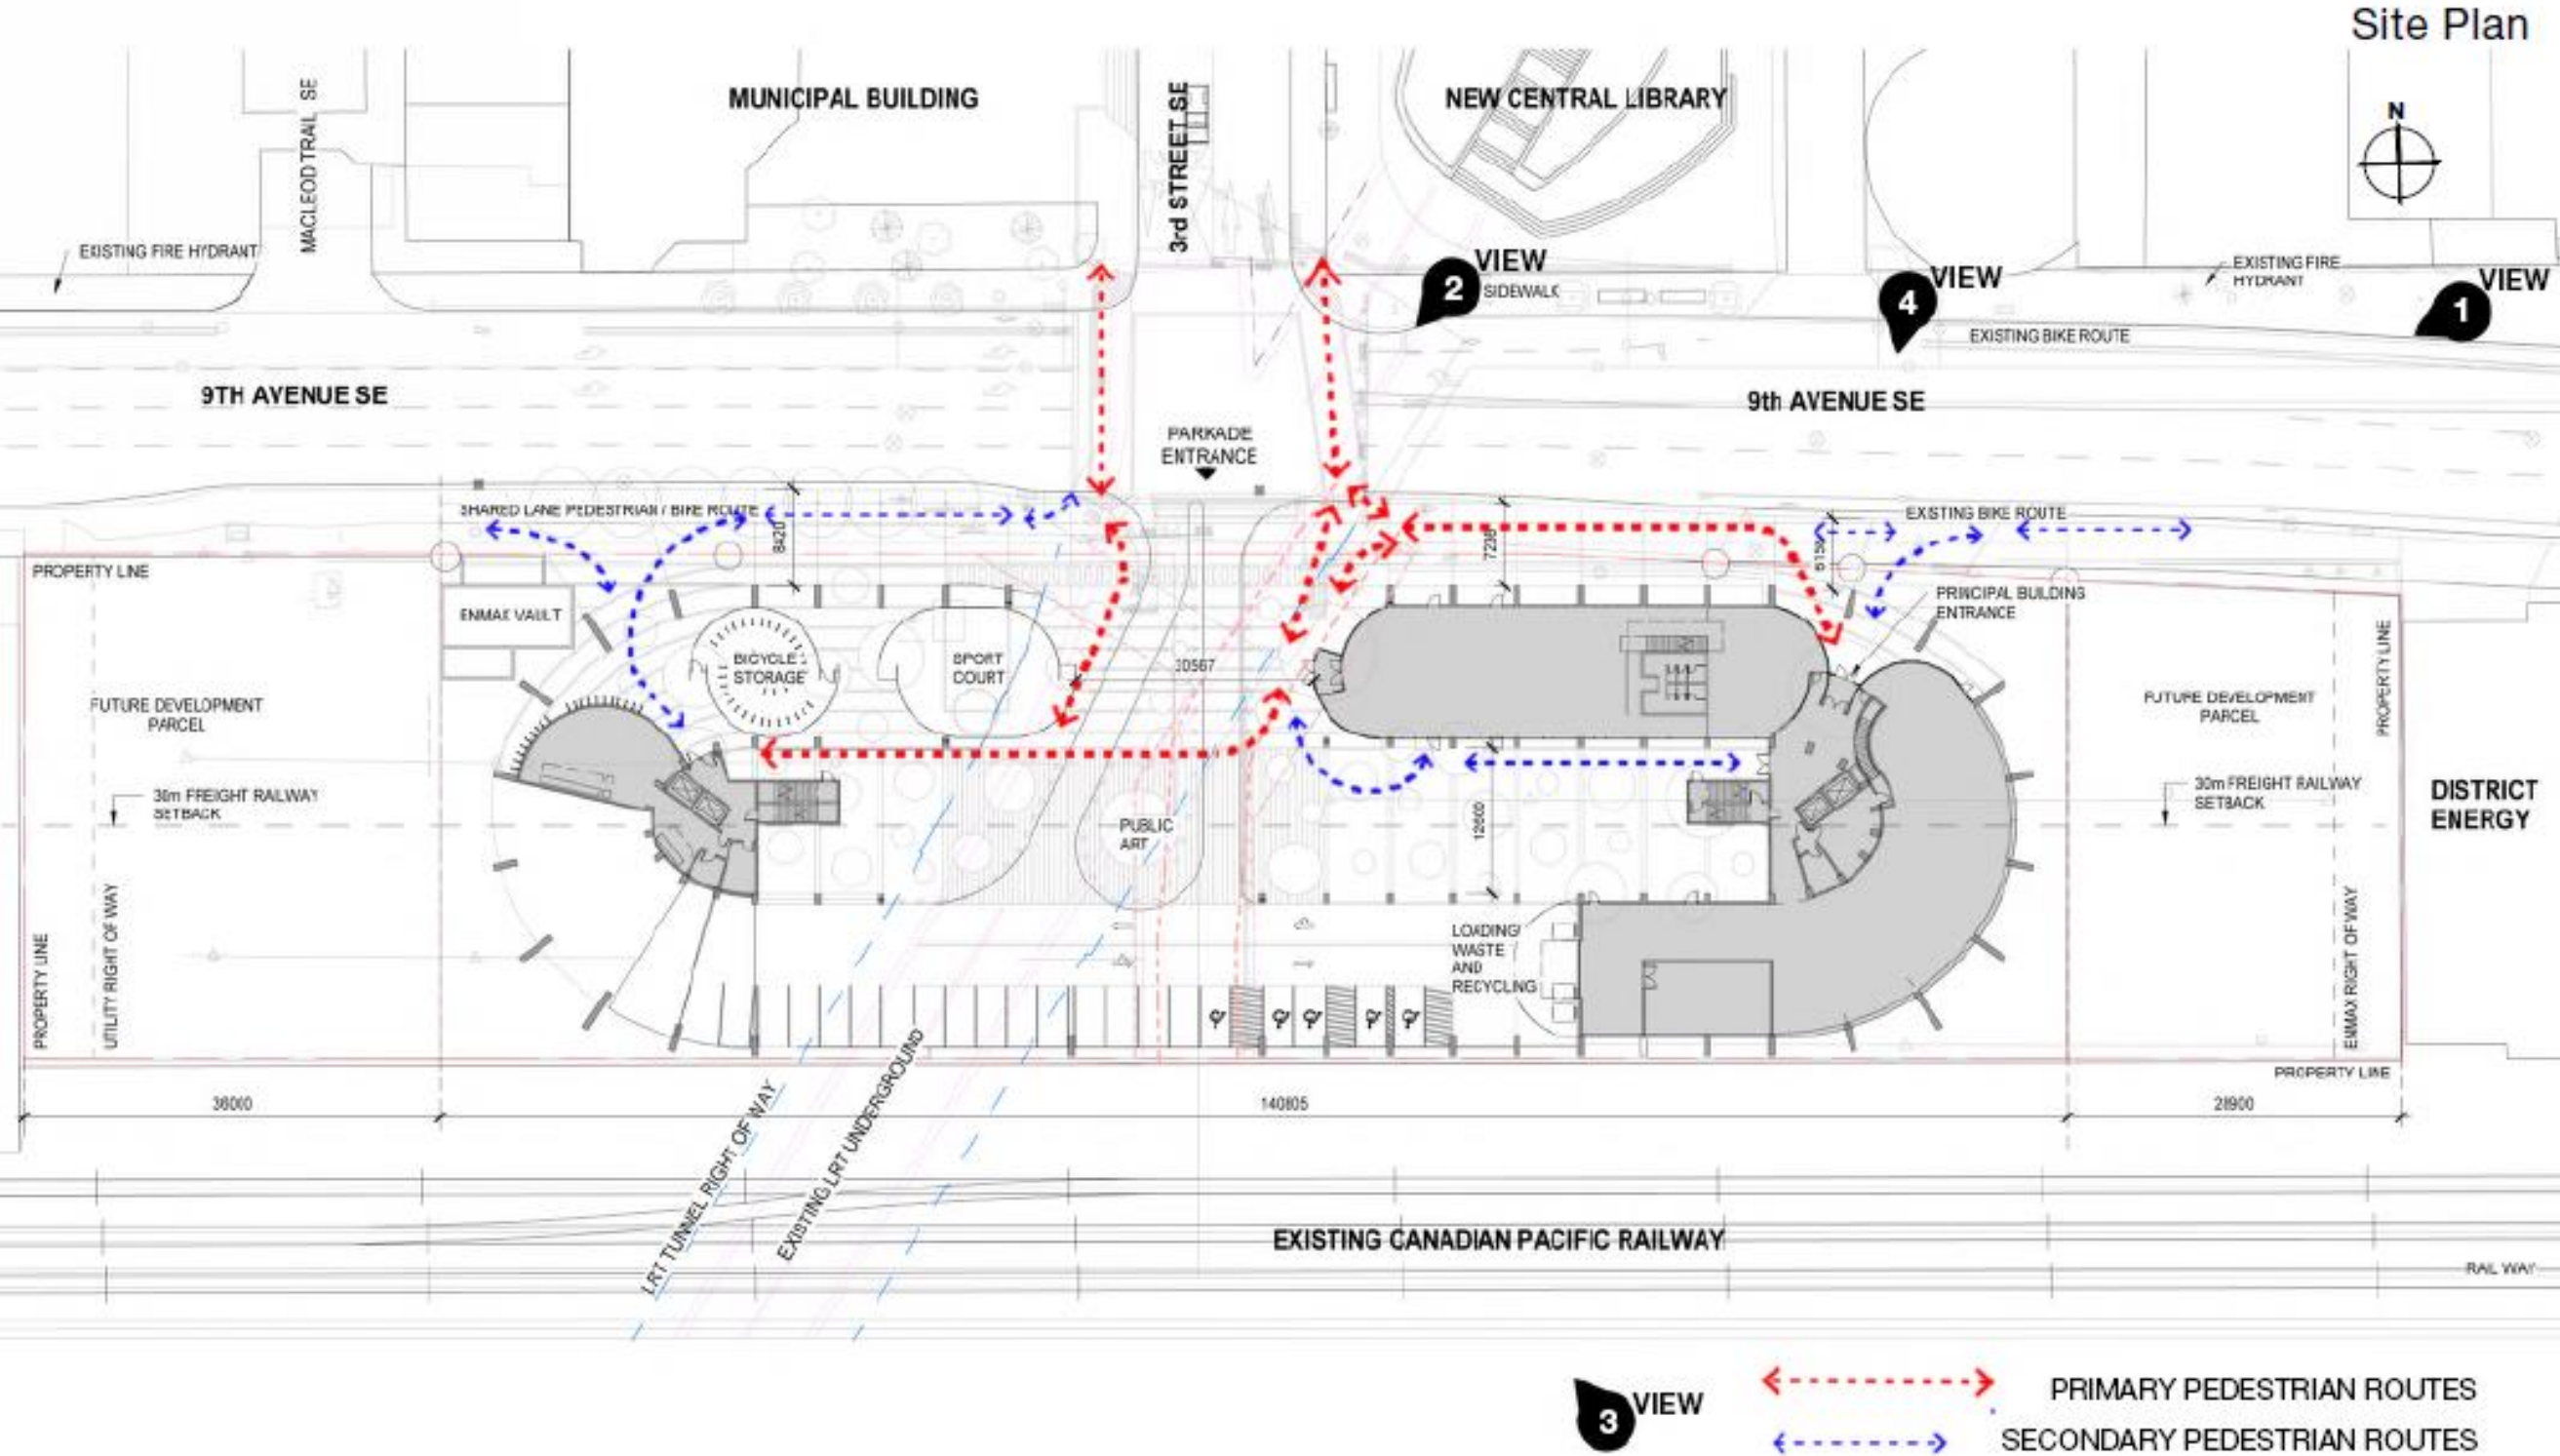 Site Plan
N
MUNICIPAL BUILDING
3rd STREET SE
NEW CENTRAL LIBRARY
MACLEOD TRAIL SE
EXISTING FIRE HYDRANT
VIEW
2
SIDEWALK
VIEW
4
EXISTING FIRE
HYDRANT
VIEW
1
EXISTING BIKE ROUTE
9TH AVENUE SE
9th AVENUE SE
PARKADE
ENTRANCE
SHARED LANE PEDESTRIAN / BIKE ROUTE
EXISTING BIKE ROUTE
8420
PROPERTY LINE
PRINCIPAL BUILDING
ENTRANCE
ENMAX VAULT
BICYCLE
STORAGE
SPORT
COURT
30567
PROPERTY LINE
FUTURE DEVELOPMENT
PARCEL
FUTURE DEVELOPMENT
PARCEL
30m FREIGHT RAILWAY
SETBACK
30m FREIGHT RAILWAY
SETBACK
DISTRICT
ENERGY
PUBLIC
ART
12600
LOADING/
WASTE
AND
RECYCLING
PROPERTY LINE
UTILITY RIGHT OF WAY
ENMAX RIGHT OF WAY
PROPERTY LINE
36000
140805
28900
LRT TUNNEL RIGHT OF WAY
EXISTING LRT UNDERGROUND
EXISTING CANADIAN PACIFIC RAILWAY
RAIL WAY
3
VIEW
PRIMARY PEDESTRIAN ROUTES
SECONDARY PEDESTRIAN ROUTES